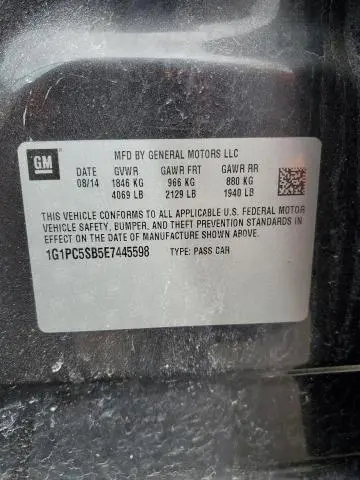 GM
MFD BY GENERAL MOTORS LLC
DATE GVWR GAWR FRT GAWR RR
08/14 1846 KG 966 KG 880 KG
4069 LB 2129 LB 1940 LB
THIS VEHICLE CONFORMS TO ALL APPLICABLE U.S. FEDERAL MOTOR
VEHICLE SAFETY, BUMPER, AND THEFT PREVENTION STANDARDS IN
EFFECT ON THE DATE OF MANUFACTURE SHOWN ABOVE.
1G1PC5SB5E7445598 TYPE: PASS CAR